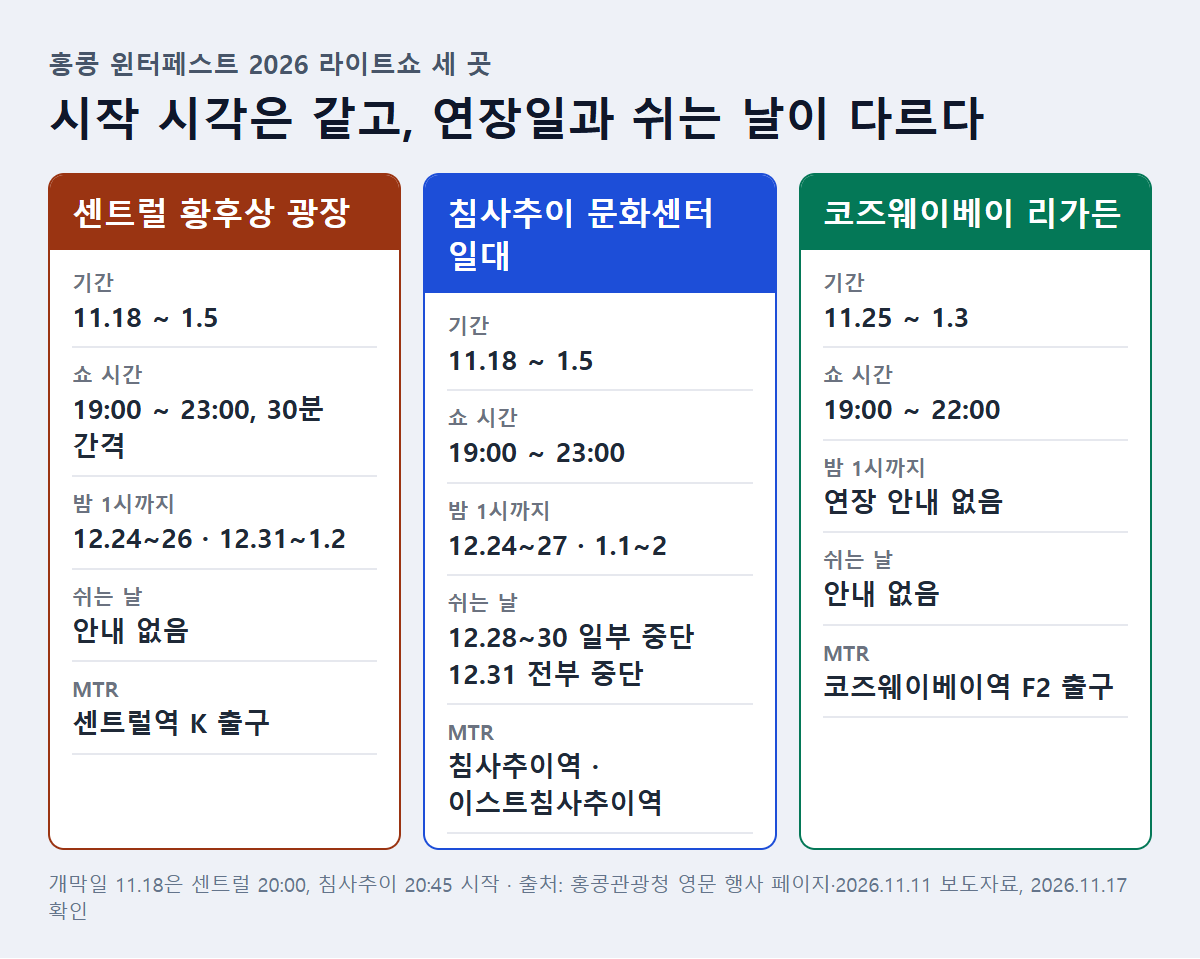 홍콩 윈터페스트 2026 라이트쇼 세 곳
시작 시각은 같고, 연장일과 쉬는 날이 다르다
센트럴 황후상 광장
기간
11.18 ~ 1.5
쇼 시간
19:00 ~ 23:00, 30분
간격
밤 1시까지
12.24~26 · 12.31~1.2
쉬는 날
안내 없음
MTR
센트럴역 K 출구
침사추이 문화센터
일대
기간
11.18 ~ 1.5
쇼 시간
19:00 ~ 23:00
밤 1시까지
12.24~27 · 1.1~2
쉬는 날
12.28~30 일부 중단
12.31 전부 중단
MTR
침사추이역 ·
이스트침사추이역
코즈웨이베이 리가든
기간
11.25 ~ 1.3
쇼 시간
19:00 ~ 22:00
밤 1시까지
연장 안내 없음
쉬는 날
안내 없음
MTR
코즈웨이베이역 F2 출구
개막일 11.18은 센트럴 20:00, 침사추이 20:45 시작 · 출처: 홍콩관광청 영문 행사 페이지·2026.11.11 보도자료, 2026.11.17
확인